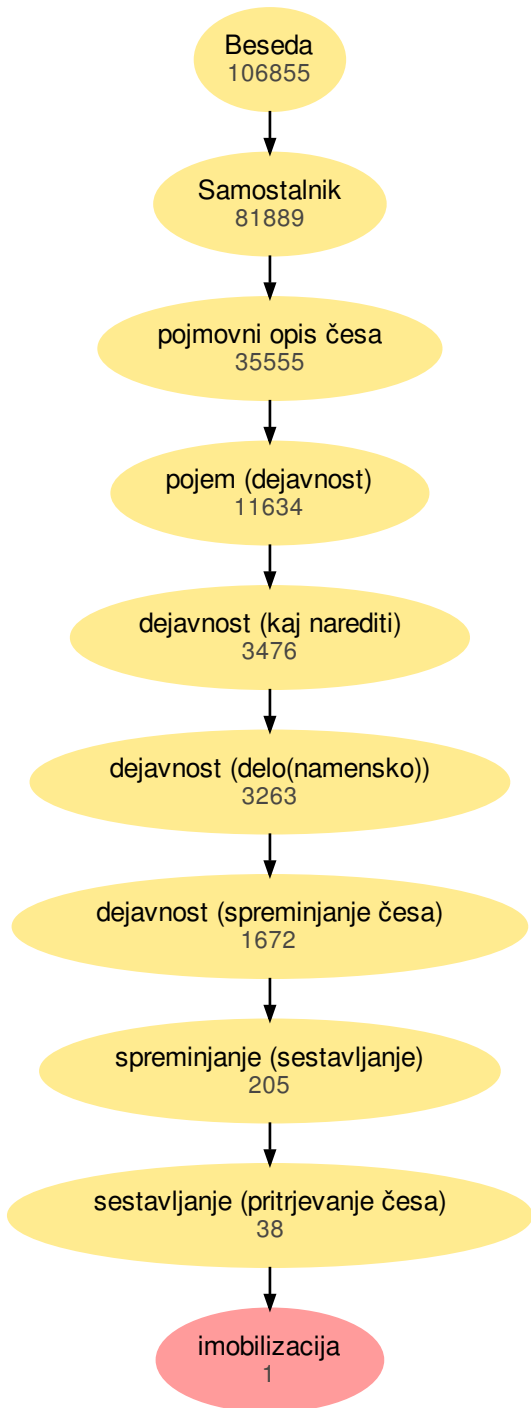 Beseda
106855
Samostalnik
81889
pojmovni opis česa
35555
pojem (dejavnost)
11634
dejavnost (kaj narediti)
3476
dejavnost (delo(namensko))
3263
dejavnost (spreminjanje česa)
1672
spreminjanje (sestavljanje)
205
sestavljanje (pritrjevanje česa)
38
imobilizacija
1